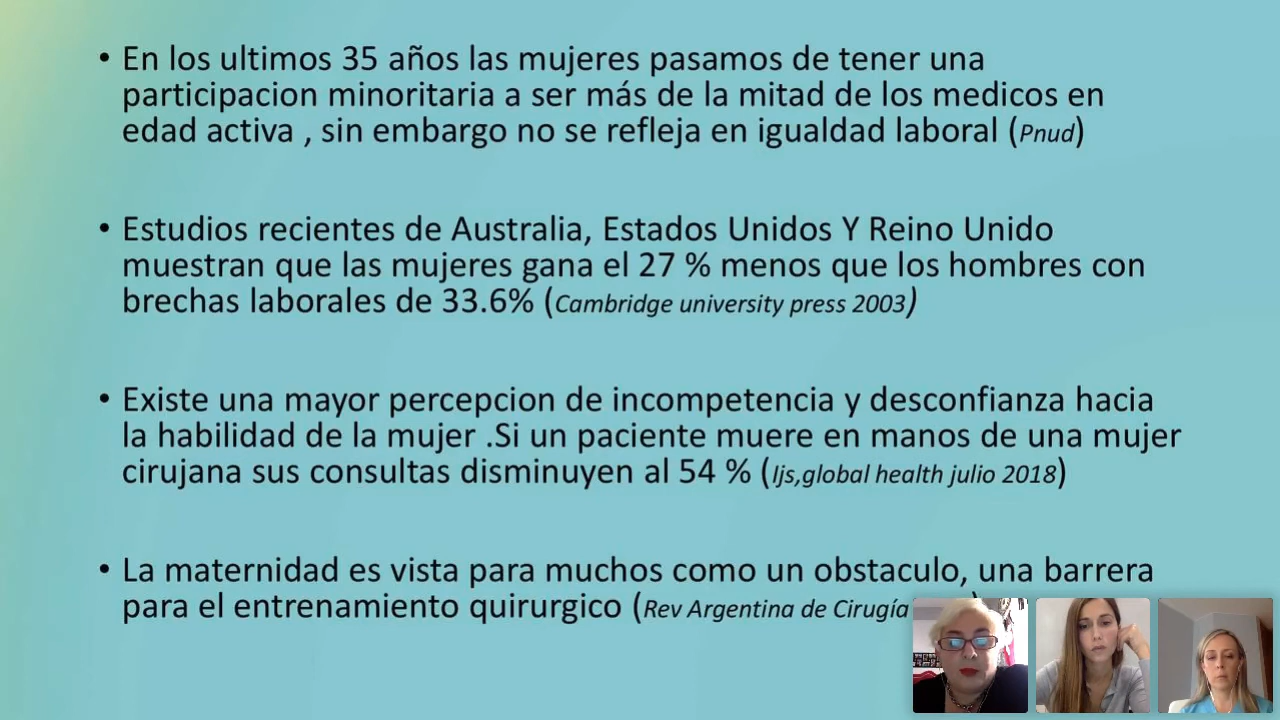 • En los ultimos 35 años las mujeres pasamos de tener una
participacion minoritaria a ser más de la mitad de los medicos en
edad activa , sin embargo no se refleja en igualdad laboral (Pnud)
• Estudios recientes de Australia, Estados Unidos Y Reino Unido
muestran que las mujeres gana el 27 % menos que los hombres con
brechas laborales de 33.6% (Cambridge university press 2003)
• Existe una mayor percepcion de incompetencia y desconfianza hacia
la habilidad de la mujer .Si un paciente muere en manos de una mujer
cirujana sus consultas disminuyen al 54 % (Ijs,global health julio 2018)
• La maternidad es vista para muchos como un obstaculo, una barrera
para el entrenamiento quirurgico (Rev Argentina de Cirugía